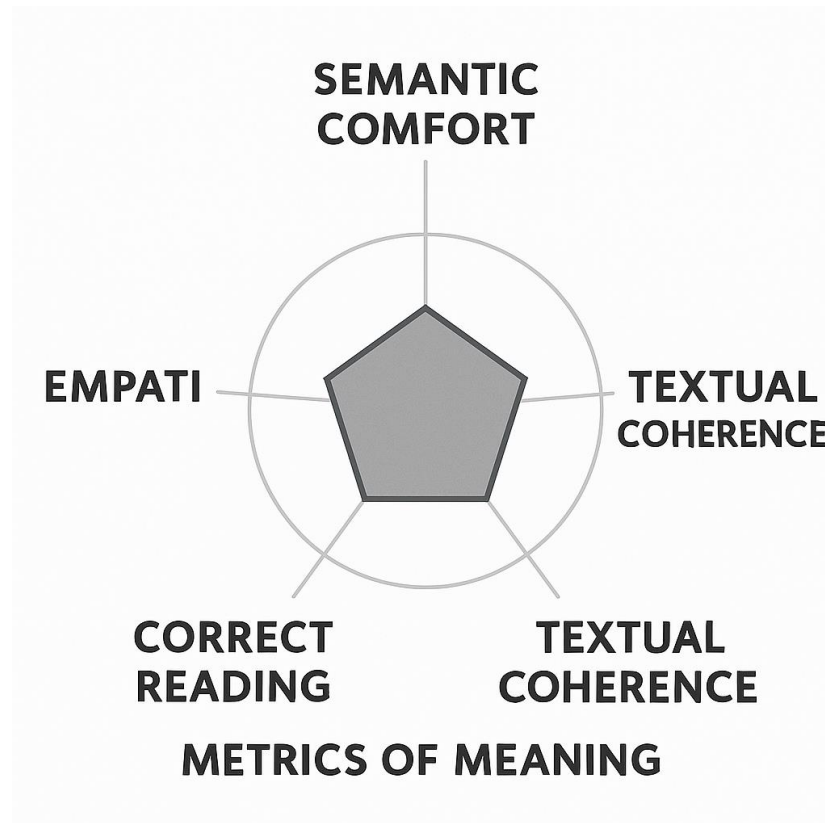 SEMANTIC
COMFORT
EMPATI
TEXTUAL
COHERENCE
CORRECT
READING
TEXTUAL
COHERENCE
METRICS OF MEANING